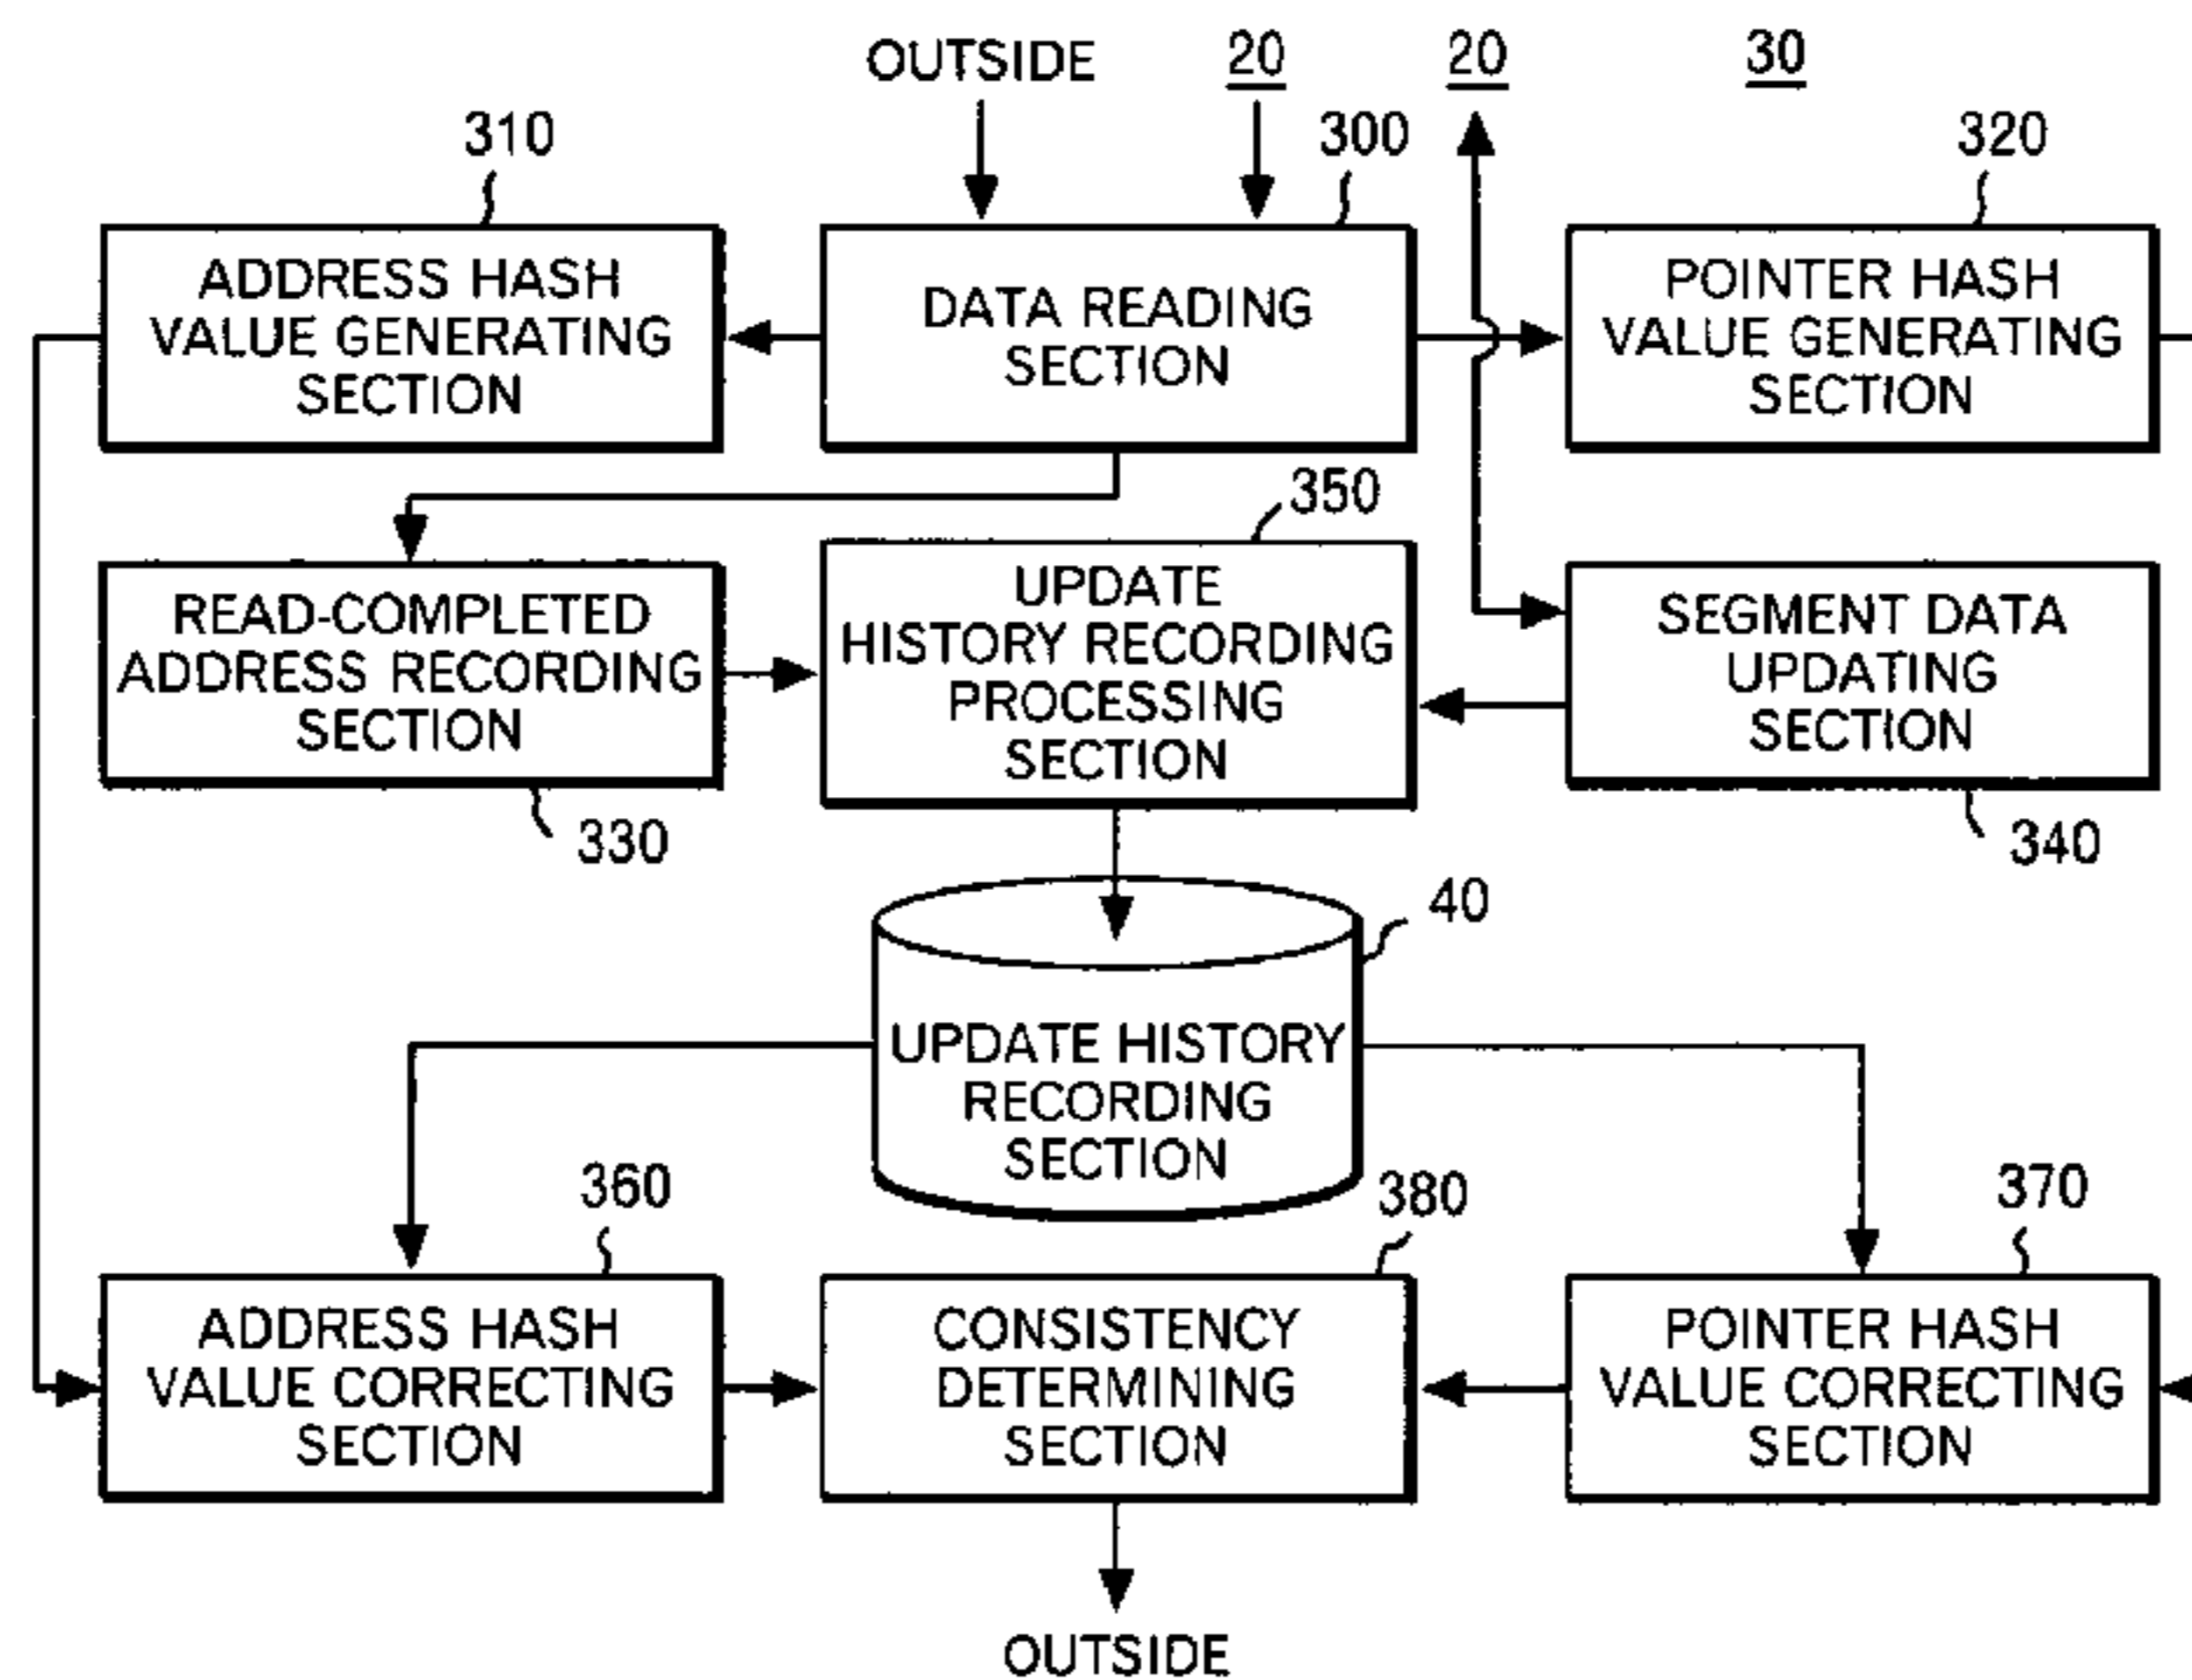 OUTSIDE
20
20
30
310
300
320
ADDRESS HASH
VALUE GENERATING
SECTION
DATA READING
SECTION
POINTER HASH
VALUE GENERATING
SECTION
350
READ-COMPLETED
ADDRESS RECORDING
SECTION
UPDATE
HISTORY RECORDING
PROCESSING
SECTION
SEGMENT DATA
UPDATING
SECTION
330
340
40
UPDATE HISTORY
RECORDING
SECTION
360
380
370
ADDRESS HASH
VALUE CORRECTING
SECTION
CONSISTENCY
DETERMINING
SECTION
POINTER HASH
VALUE CORRECTING
SECTION
OUTSIDE